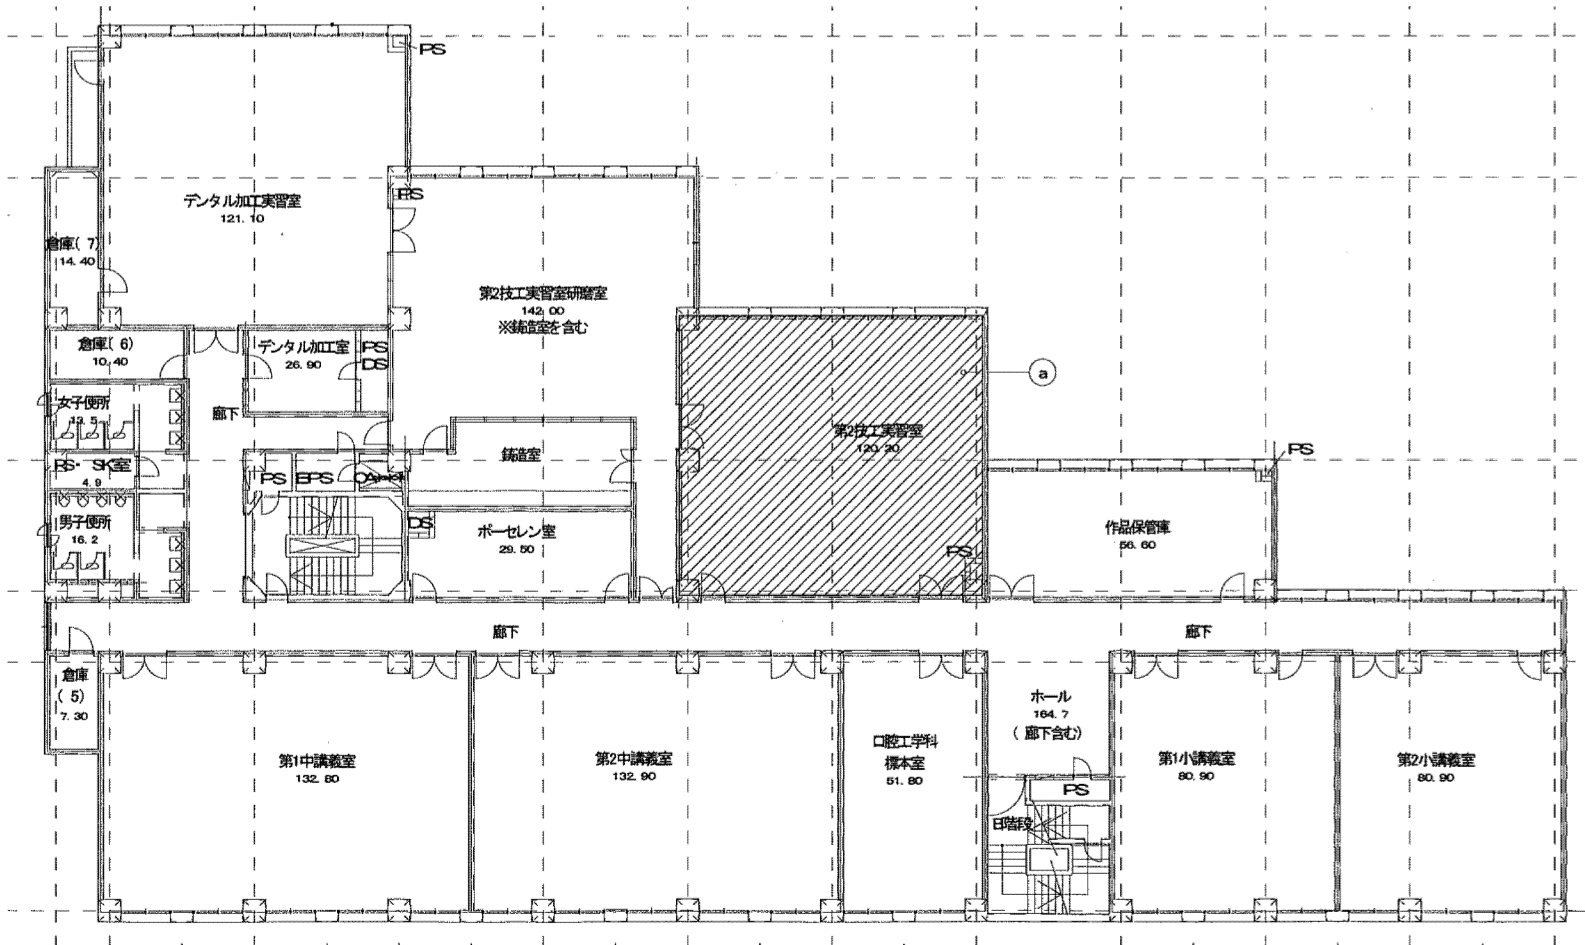 PS
デンタル加工実習室
121.10
PS
倉庫(7)
14.40
第2技工実習室研磨室
142.00
※鋳造室を含む
倉庫(6)
10.40
デンタル加工室
26.90
PS
DS
a
女子便所
13.5
廊下
第2技工実習室
120.20
鋳造室
PS
PS・SK室
4.9
PS
EPS
男子便所
16.2
DS
ポーセレン室
29.50
作品保管庫
56.60
PS
廊下
廊下
倉庫
(5)
7.30
ホール
164.7
(廊下含む)
第1中講義室
132.80
第2中講義室
132.90
口腔工学科
標本室
51.80
第1小講義室
80.90
第2小講義室
80.90
PS
B階段